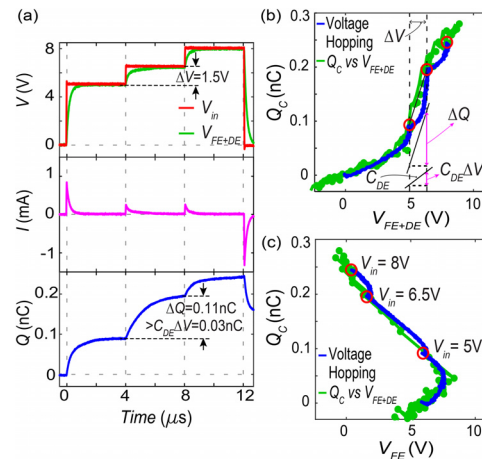 (a)
8
4
0
V (V)
ΔV=1.5V
V_in
V_FE+DE
1
0
-1
I (mA)
0.2
0.1
0
Q (nC)
ΔQ=0.11nC
>C_DEΔV=0.03nC
0 4 8 12
Time (μs)
(b)
0.3
0.2
0.1
0.0
Q_C (nC)
Voltage
Hopping
Q_C vs V_FE+DE
ΔV
ΔQ
C_DE
C_DEΔV
0 5 10
V_FE+DE (V)
(c)
0.3
0.2
0.1
0.0
Q_C (nC)
V_in = 8V
V_in = 6.5V
V_in = 5V
Voltage
Hopping
Q_C vs V_FE+DE
0 5 10
V_FE (V)